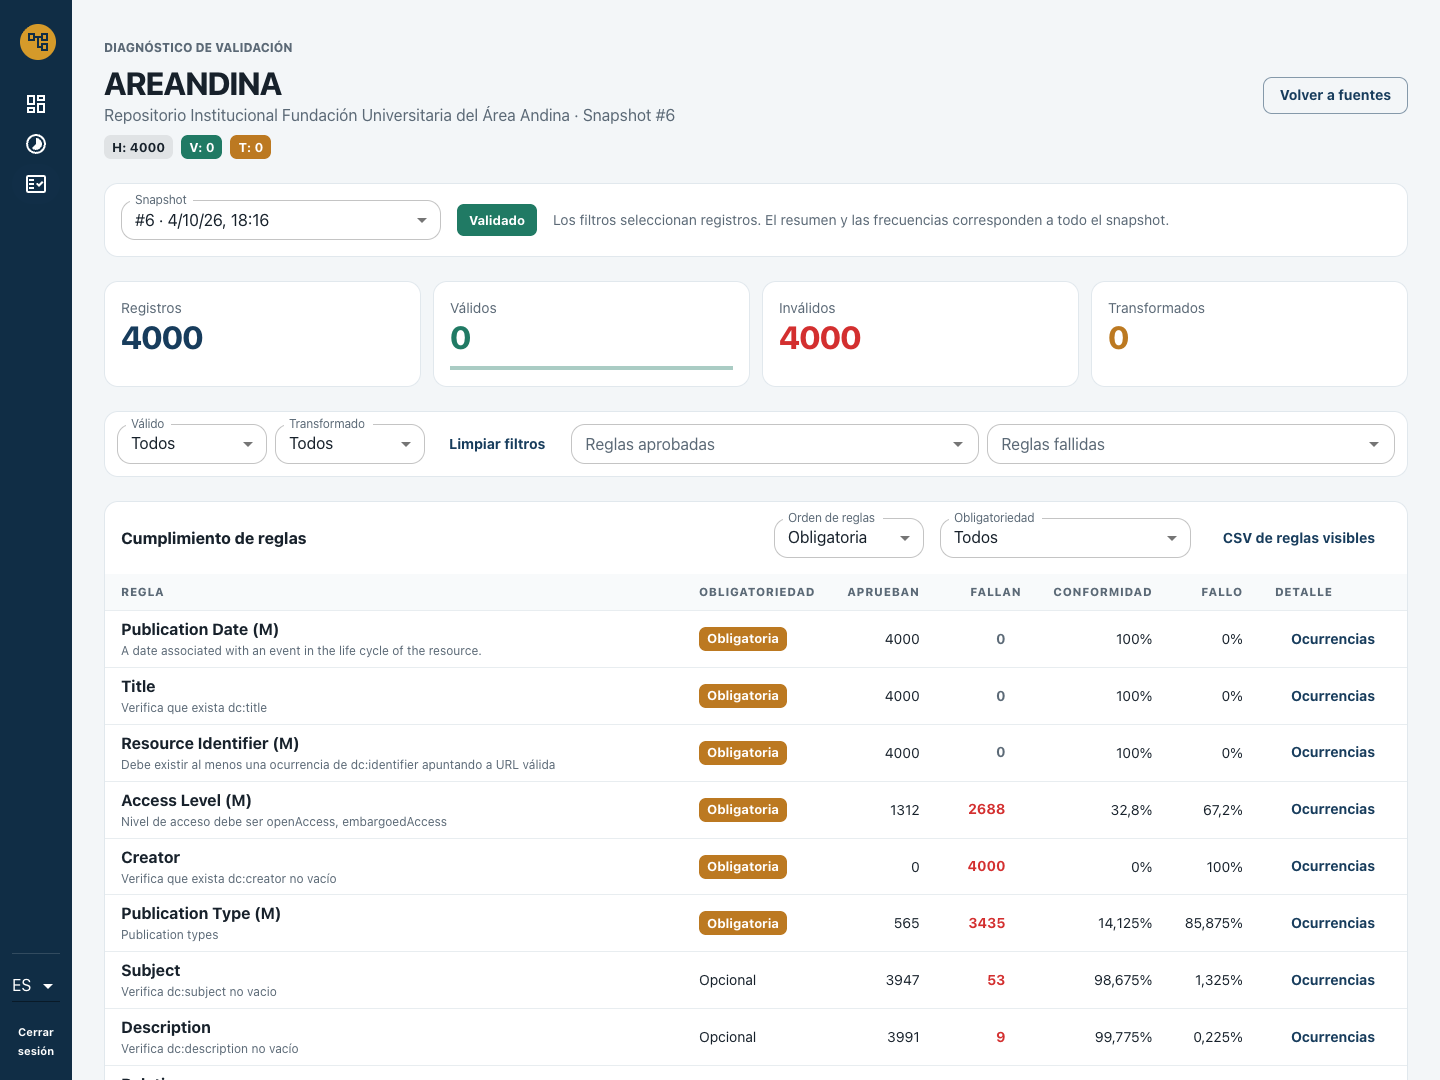 DIAGNÓSTICO DE VALIDACIÓN
AREANDINA
Repositorio Institucional Fundación Universitaria del Área Andina · Snapshot #6
H: 4000 V: 0 T: 0
Volver a fuentes
Snapshot
#6 · 4/10/26, 18:16
Validado
Los filtros seleccionan registros. El resumen y las frecuencias corresponden a todo el snapshot.
Registros
4000
Válidos
0
Inválidos
4000
Transformados
0
Válido
Todos
Transformado
Todos
Limpiar filtros
Reglas aprobadas
Reglas fallidas
Cumplimiento de reglas
Orden de reglas
Obligatoria
Obligatoriedad
Todos
CSV de reglas visibles
REGLA OBLIGATORIEDAD APRUEBAN FALLAN CONFORMIDAD FALLO DETALLE
Publication Date (M)
A date associated with an event in the life cycle of the resource.
Obligatoria 4000 0 100% 0% Ocurrencias
Title
Verifica que exista dc:title
Obligatoria 4000 0 100% 0% Ocurrencias
Resource Identifier (M)
Debe existir al menos una ocurrencia de dc:identifier apuntando a URL válida
Obligatoria 4000 0 100% 0% Ocurrencias
Access Level (M)
Nivel de acceso debe ser openAccess, embargoedAccess
Obligatoria 1312 2688 32,8% 67,2% Ocurrencias
Creator
Verifica que exista dc:creator no vacío
Obligatoria 0 4000 0% 100% Ocurrencias
Publication Type (M)
Publication types
Obligatoria 565 3435 14,125% 85,875% Ocurrencias
Subject
Verifica dc:subject no vacio
Opcional 3947 53 98,675% 1,325% Ocurrencias
Description
Verifica dc:description no vacío
Opcional 3991 9 99,775% 0,225% Ocurrencias
ES
Cerrar
sesión